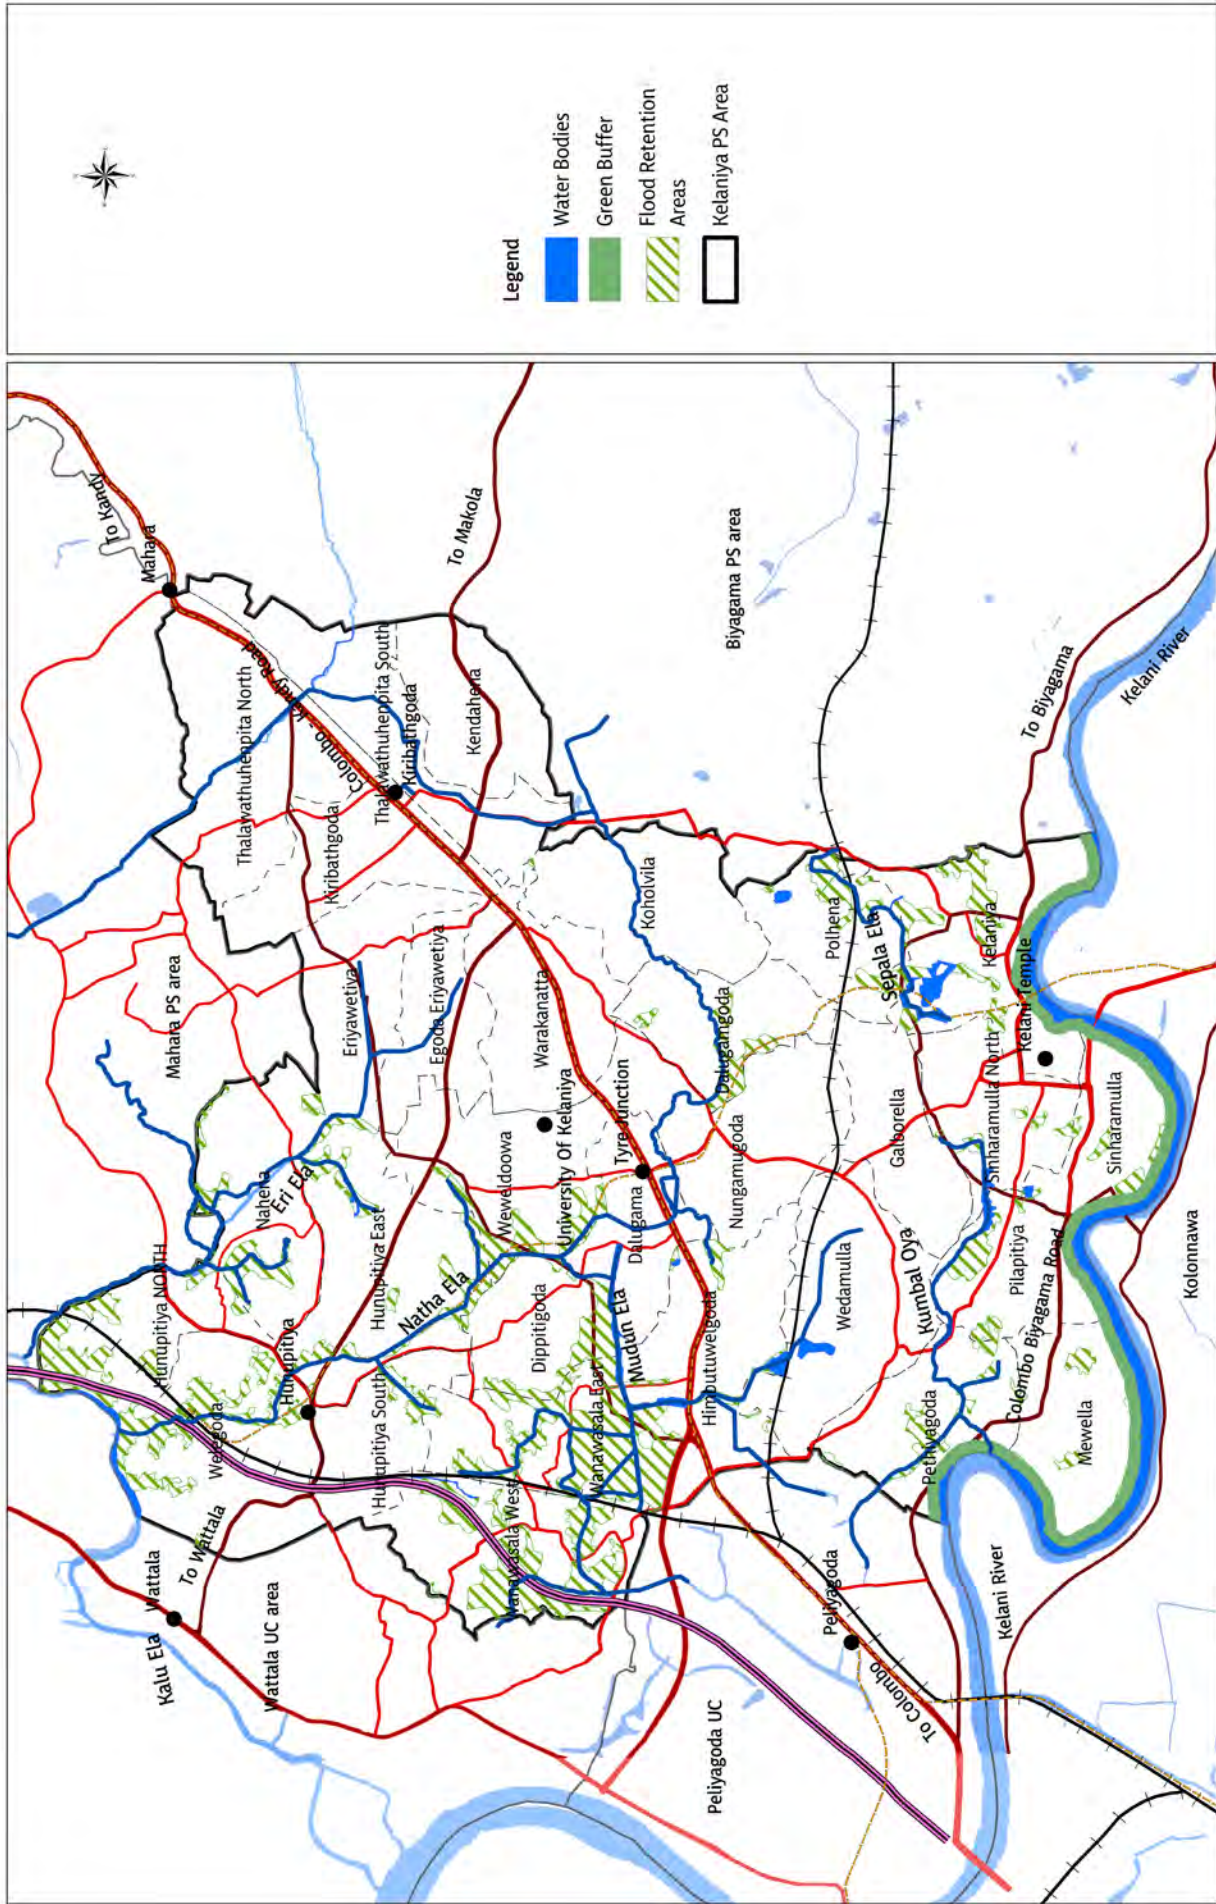 Legend
Water Bodies
Green Buffer
Flood Retention
Areas
Kelaniya PS Area
To Kandy
Mahara
To Makola
Biyagama PS area
To Biyagama
Kelani River
Thalawathuheppita North
Colombo - Kandy Road
Thalawathuheppita South
Kiribathgoda
Kendahena
Kiribathgoda
Koholvila
Polhena
Sepala Ela
Kelaniya
Kelani Temple
Mahara PS area
Eriyawetiya
Egoda Eriyawetiya
Warakanatta
Dalugamgoda
Sinharamulla North
Galborella
Sinharamulla
Nahena
Eri Ela
Weweldoowa
University Of Kelaniya
Tyre Junction
Dalugama
Nungamugoda
Hunupitiya NORTH
Hunupitiya East
Natha Ela
Dippitigoda
Mudun Ela
Wedamulla
Kumbal Oya
Pilapitiya
Colombo Biyagama Road
Kolonnawa
Hunupitiya
Welegoda
Hunupitiya South
Wanawasala East
Himbutuwelgoda
Pethiyagoda
Mewella
Wanawasala West
To Wattala
Wattala
Kalu Ela
Wattala UC area
Peliyagoda
Kelani River
To Colombo
Peliyagoda UC